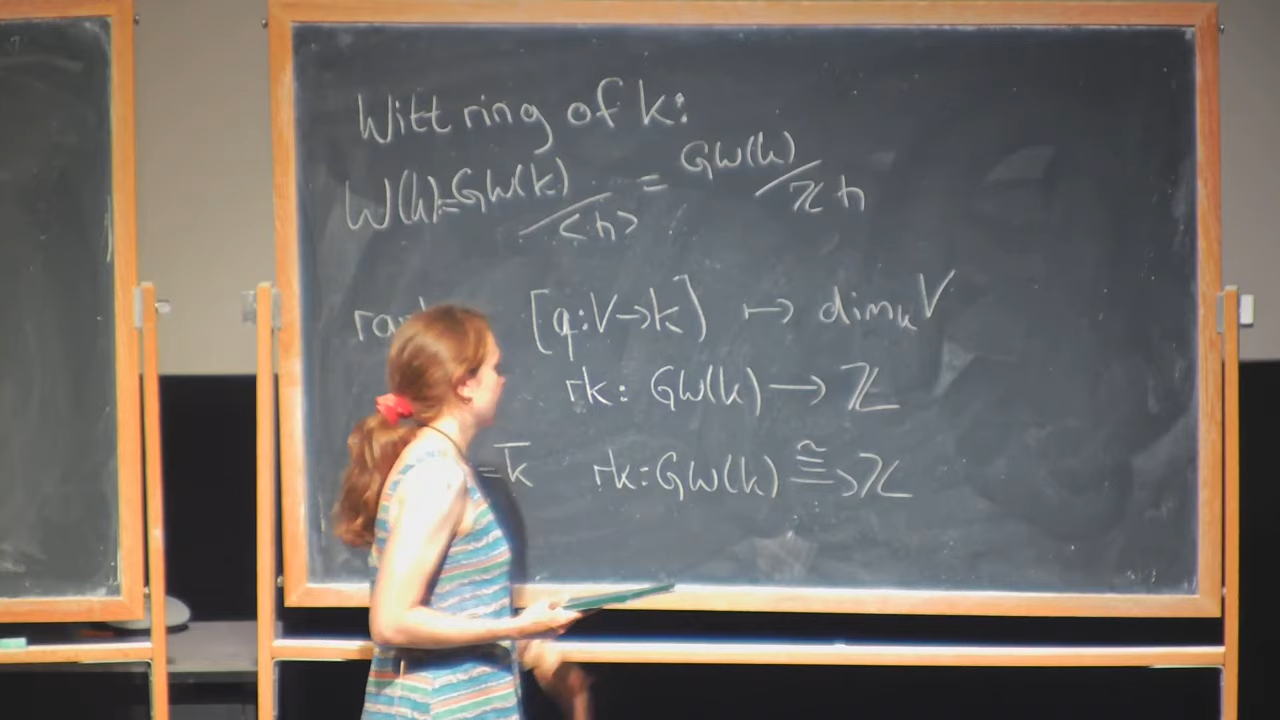 Witt ring of k:
W(k)=GW(k)/<h> = GW(k)/ℤh
[q:V→k] ↦ dimₖV
rk: GW(k) → ℤ
=k̅ rk:GW(k) ≅→ ℤ